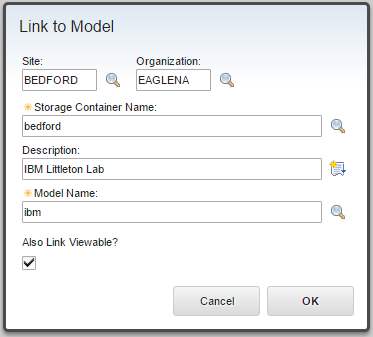 Link to Model
Site: Organization:
BEDFORD EAGLENA
✳Storage Container Name:
bedford
Description:
IBM Littleton Lab
✳Model Name:
ibm
Also Link Viewable?
Cancel OK